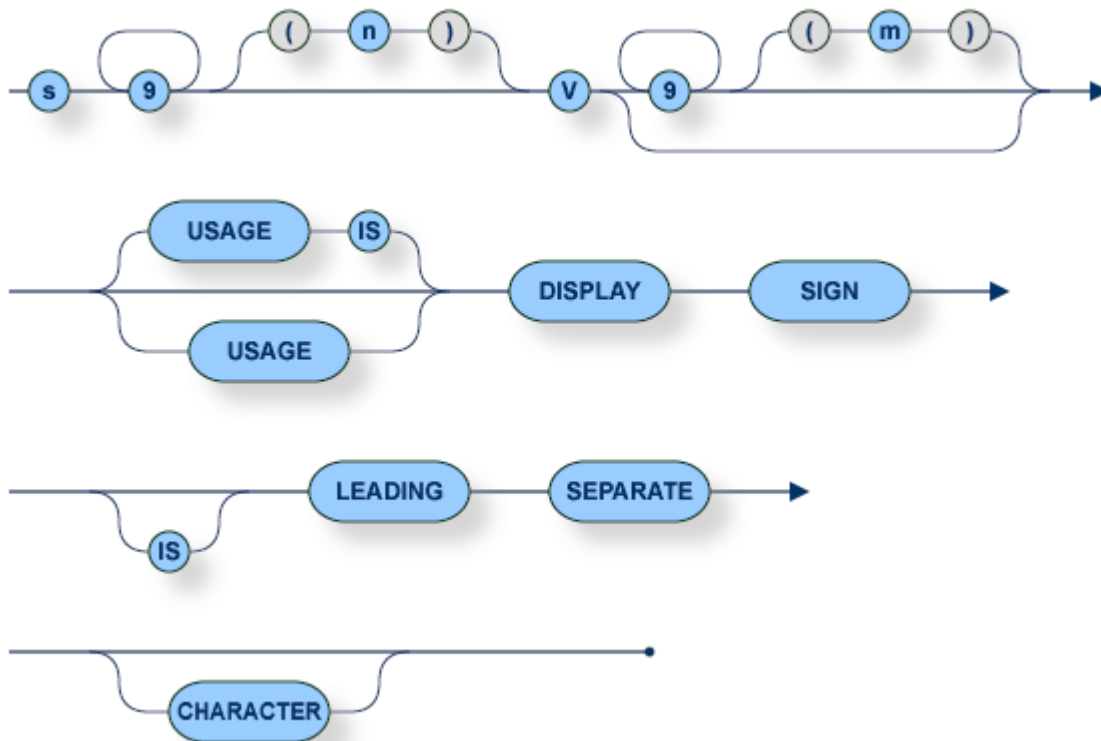 ( n ) ( m )
s 9 V 9
USAGE IS
DISPLAY SIGN
USAGE
LEADING SEPARATE
IS
CHARACTER